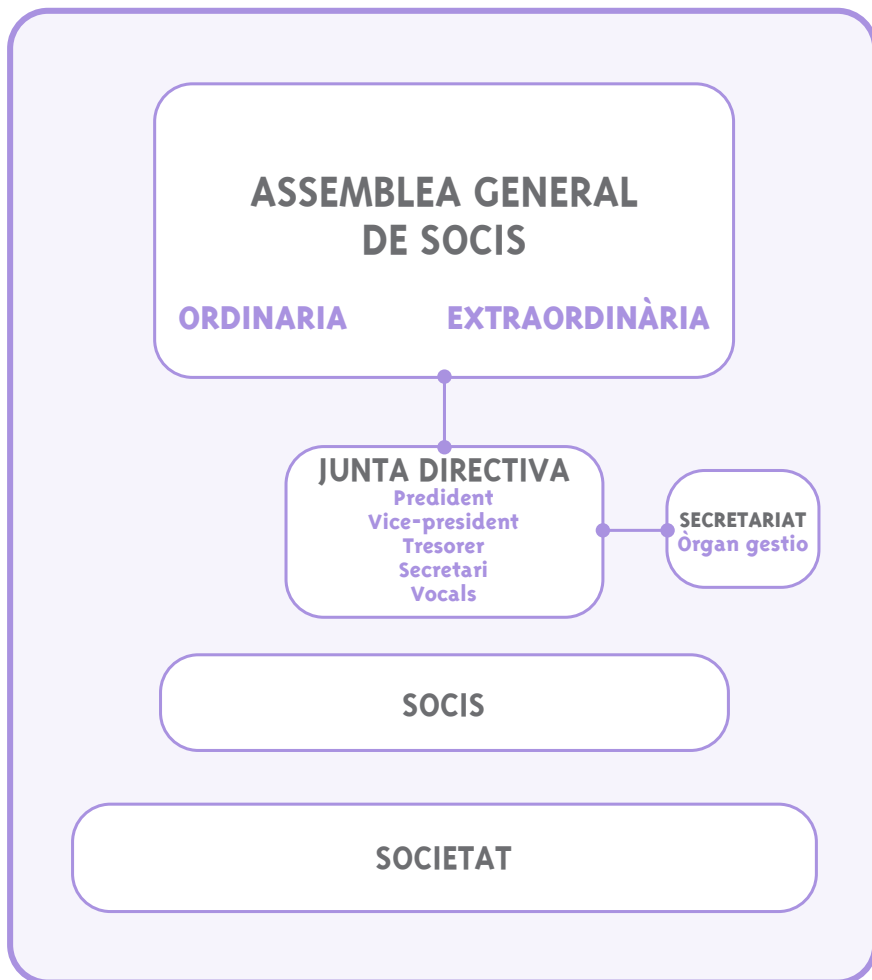 ASSEMBLEA GENERAL
DE SOCIS
ORDINARIA EXTRAORDINÀRIA
JUNTA DIRECTIVA
Predident
Vice-president
Tresorer
Secretari
Vocals
SECRETARIAT
Òrgan gestio
SOCIS
SOCIETAT